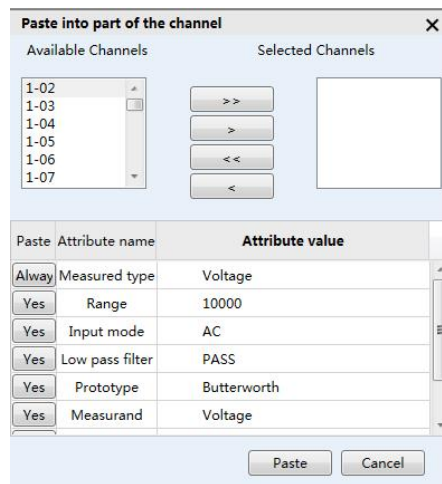 Paste into part of the channel
Available Channels Selected Channels
1-02
1-03
1-04
1-05
1-06
1-07
>>
>
<<
<
Paste Attribute name Attribute value
Alway Measured type Voltage
Yes Range 10000
Yes Input mode AC
Yes Low pass filter PASS
Yes Prototype Butterworth
Yes Measurand Voltage
Paste Cancel